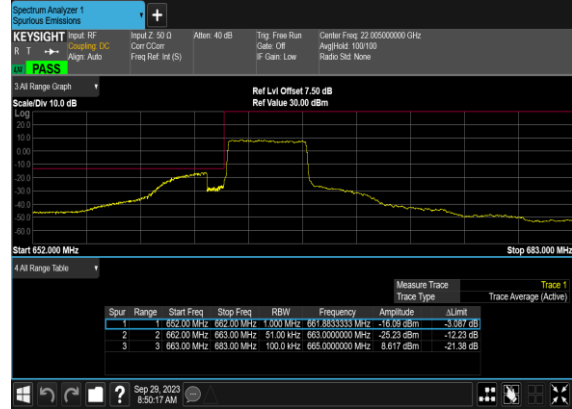 Spectrum Analyzer 1
Spurious Emissions
KEYSIGHT Input: RF Input Z: 50 Ω Atten: 40 dB Trig: Free Run Center Freq: 22.005000000 GHz
R T Coupling: DC Corr CCorr Gate: Off Avg|Hold: 100/100
Align: Auto Freq Ref: Int (S) IF Gain: Low Radio Std: None
PASS
3 All Range Graph
Ref Lvl Offset 7.50 dB
Scale/Div 10.0 dB Ref Value 30.00 dBm
Log
20.0
10.0
0.00
-10.0
-20.0
-30.0
-40.0
-50.0
-60.0
Start 652.000 MHz Stop 683.000 MHz
4 All Range Table
Measure Trace Trace 1
Trace Type Trace Average (Active)
Spur Range Start Freq Stop Freq RBW Frequency Amplitude ΔLimit
1 1 652.00 MHz 662.00 MHz 1.000 MHz 661.8833333 MHz -16.09 dBm -3.087 dB
2 2 662.00 MHz 663.00 MHz 51.00 kHz 663.0000000 MHz -25.23 dBm -12.23 dB
3 3 663.00 MHz 683.00 MHz 100.0 kHz 665.0000000 MHz 8.617 dBm -21.38 dB
? Sep 29, 2023
8:50:17 AM